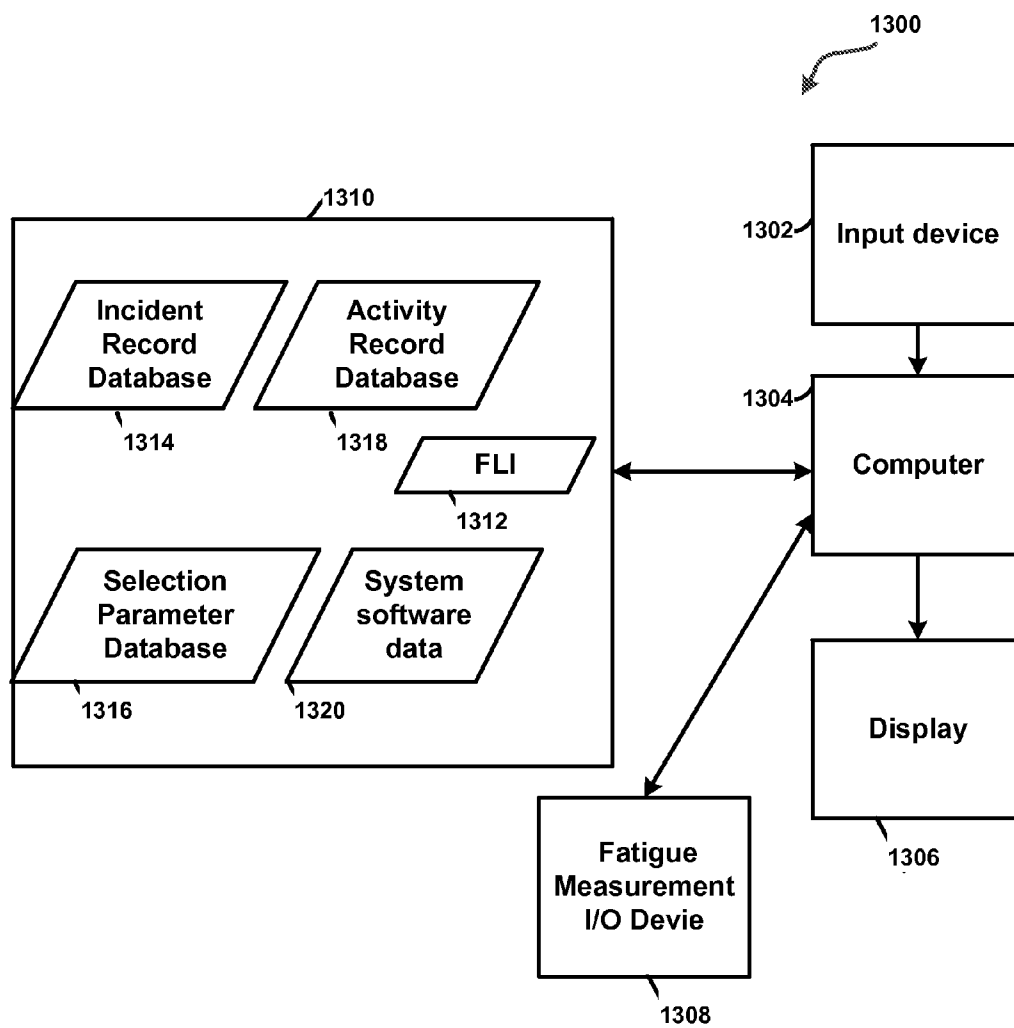 1300
1310
1302
Input device
Incident
Record
Database
Activity
Record
Database
1314
1318
1304
Computer
FLI
1312
Selection
Parameter
Database
System
software
data
1316
1320
Display
1306
Fatigue
Measurement
I/O Devie
1308